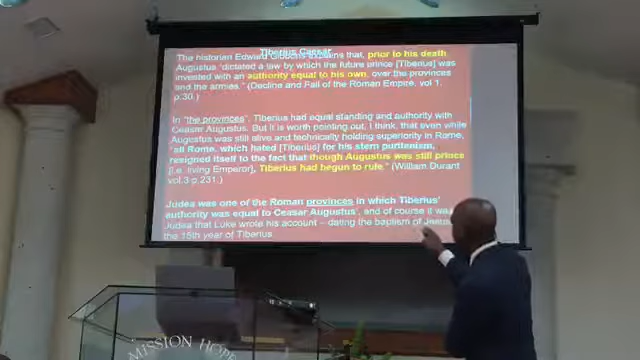 Tiberius Caesar
The historian Edward Gibbons explains that, prior to his death
Augustus "dictated a law by which the future prince [Tiberius] was
invested with an authority equal to his own, over the provinces
and the armies." (Decline and Fall of the Roman Empire, vol 1.
p.30.)
In "the provinces", Tiberius had equal standing and authority with
Ceasar Augustus. But it is worth pointing out, I think, that even while
Augustus was still alive and technically holding superiority in Rome,
"all Rome, which hated [Tiberius] for his stern puritanism,
resigned itself to the fact that though Augustus was still prince
[i.e. living Emperor], Tiberius had begun to rule." (William Durant
vol.3 p.231.)
Judea was one of the Roman provinces in which Tiberius'
authority was equal to Ceasar Augustus', and of course it was
Judea that Luke wrote his account – dating the baptism of Jesus
the 15th year of Tiberius
MISSION HOPE